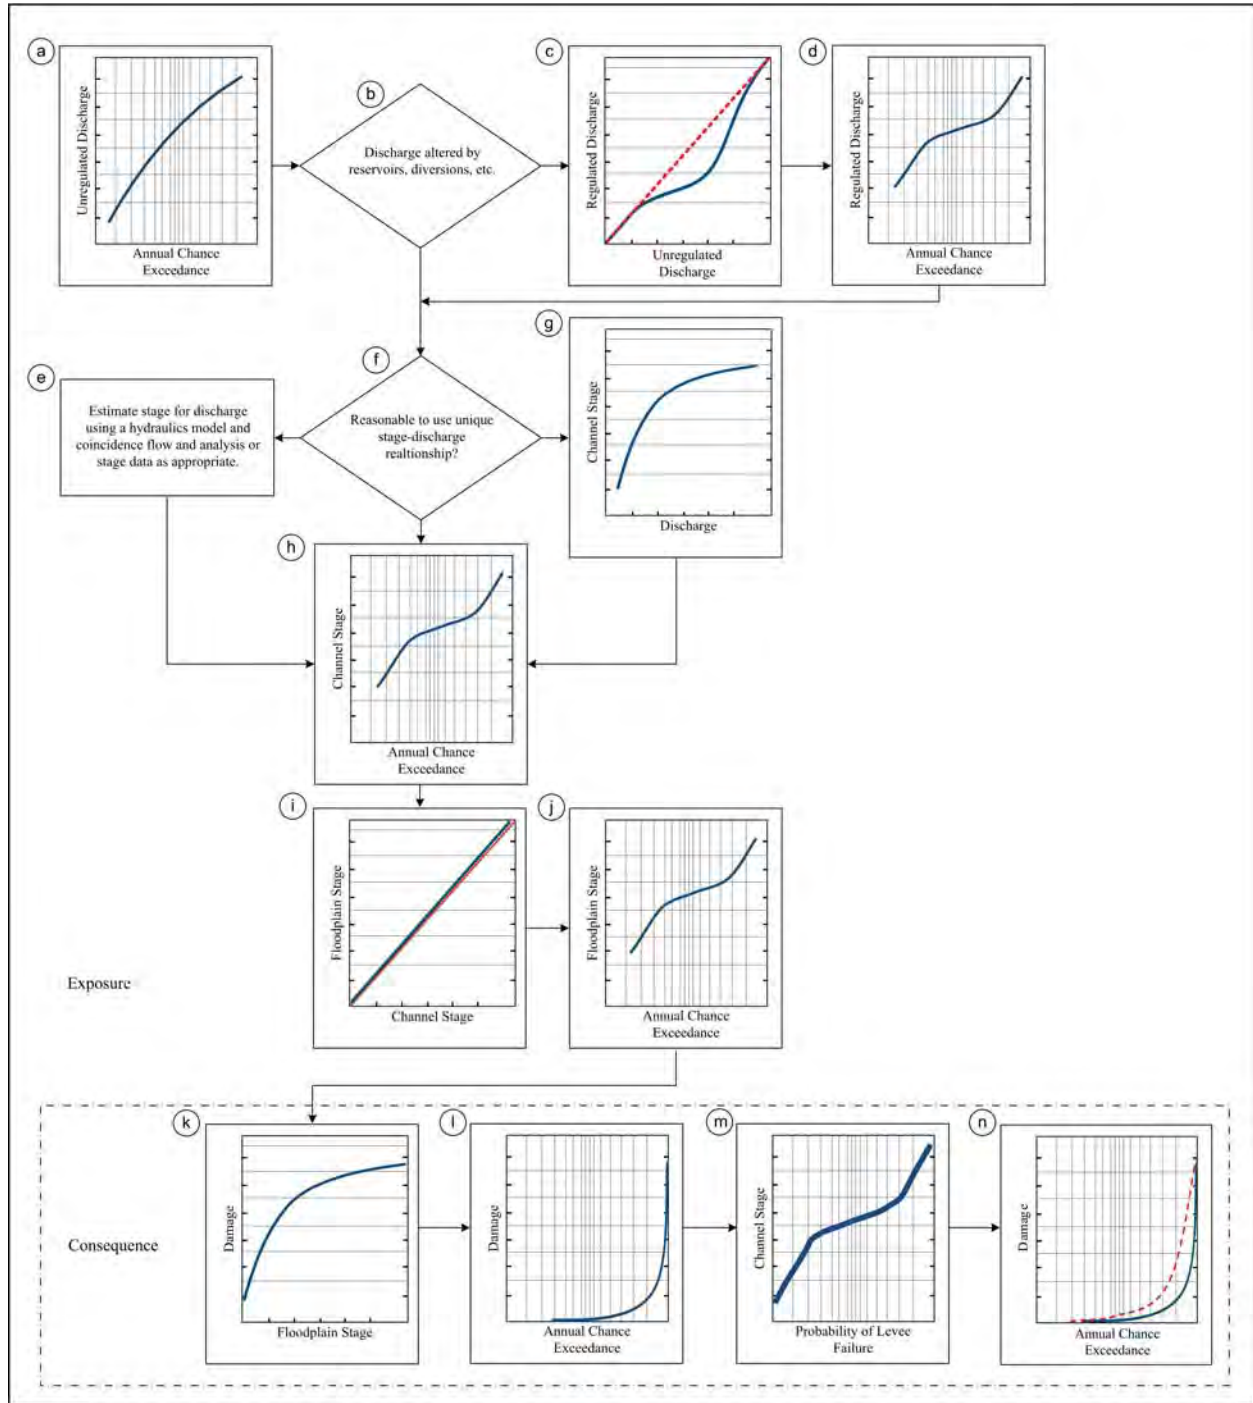 a
Unregulated Discharge
Annual Chance
Exceedance
b
Discharge altered by
reservoirs, diversions, etc.
c
Regulated Discharge
Unregulated
Discharge
d
Regulated Discharge
Annual Chance
Exceedance
e
Estimate stage for discharge
using a hydraulics model and
coincidence flow and analysis or
stage data as appropriate.
f
Reasonable to use unique
stage-discharge
realtionship?
g
Channel Stage
Discharge
h
Channel Stage
Annual Chance
Exceedance
i
Floodplain Stage
Channel Stage
j
Floodplain Stage
Annual Chance
Exceedance
Exposure
Consequence
k
Damage
Floodplain Stage
l
Damage
Annual Chance
Exceedance
m
Channel Stage
Probability of Levee
Failure
n
Damage
Annual Chance
Exceedance